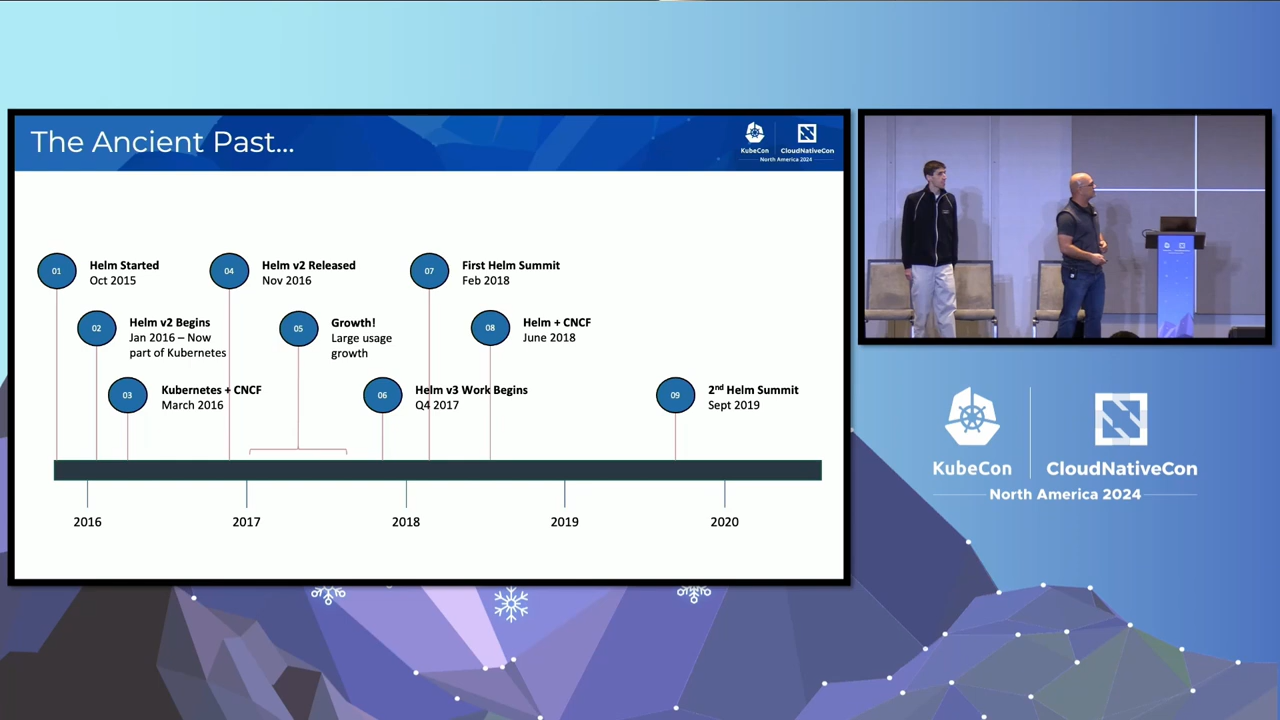 The Ancient Past...
KubeCon
CloudNativeCon
North America 2024
01
Helm Started
Oct 2015
04
Helm v2 Released
Nov 2016
07
First Helm Summit
Feb 2018
02
Helm v2 Begins
Jan 2016 – Now
part of Kubernetes
05
Growth!
Large usage
growth
08
Helm + CNCF
June 2018
03
Kubernetes + CNCF
March 2016
06
Helm v3 Work Begins
Q4 2017
09
2nd Helm Summit
Sept 2019
2016
2017
2018
2019
2020
KubeCon
CloudNativeCon
North America 2024